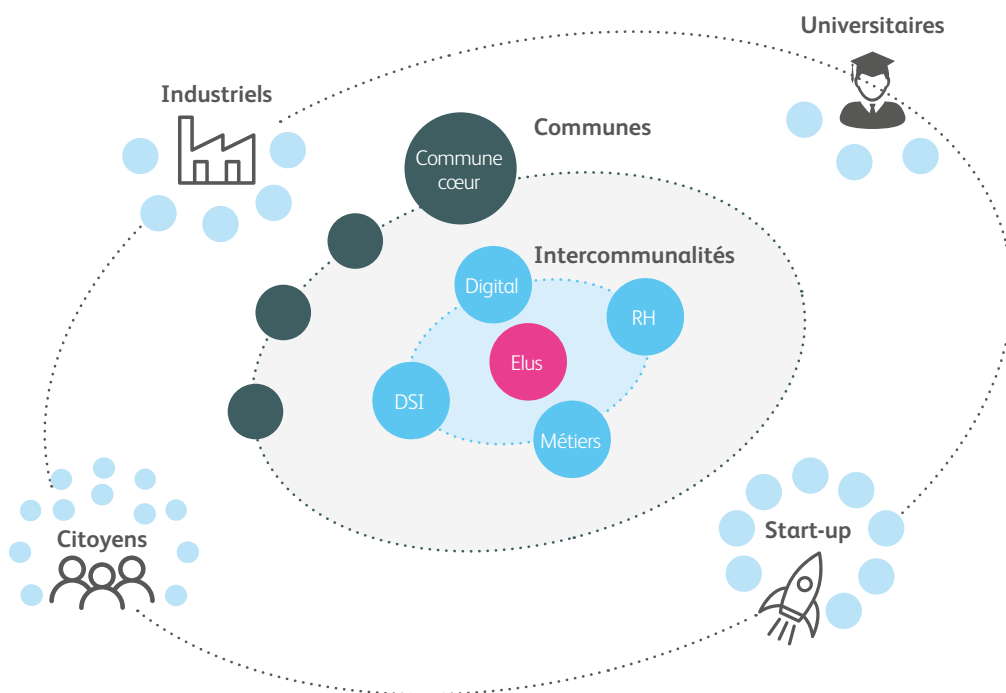 Universitaires
Industriels
Communes
Commune
cœur
Intercommunalités
Digital
RH
Elus
DSI
Métiers
Citoyens
Start-up